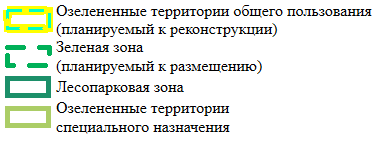 Озелененные территории общего пользования
(планируемый к реконструкции)
Зеленая зона
(планируемый к размещению)
Лесопарковая зона
Озелененные территории
специального назначения